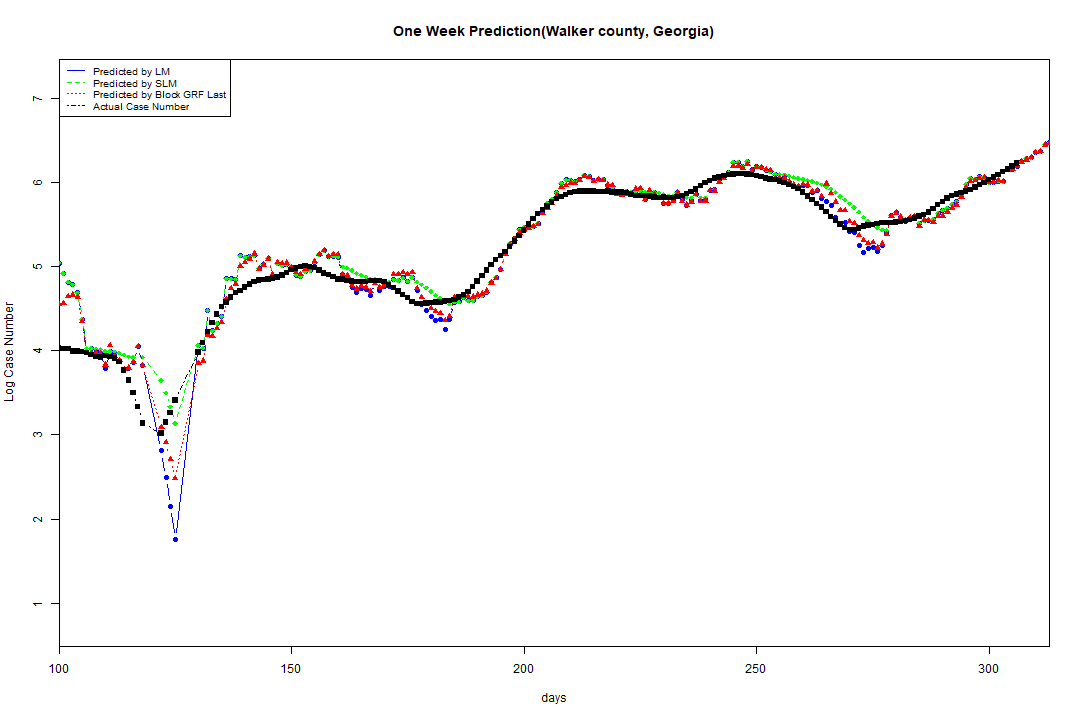 One Week Prediction(Walker county, Georgia)
Predicted by LM
Predicted by SLM
Predicted by Block GRF Last
Actual Case Number
7
6
5
4
3
2
1
Log Case Number
100 150 200 250 300
days